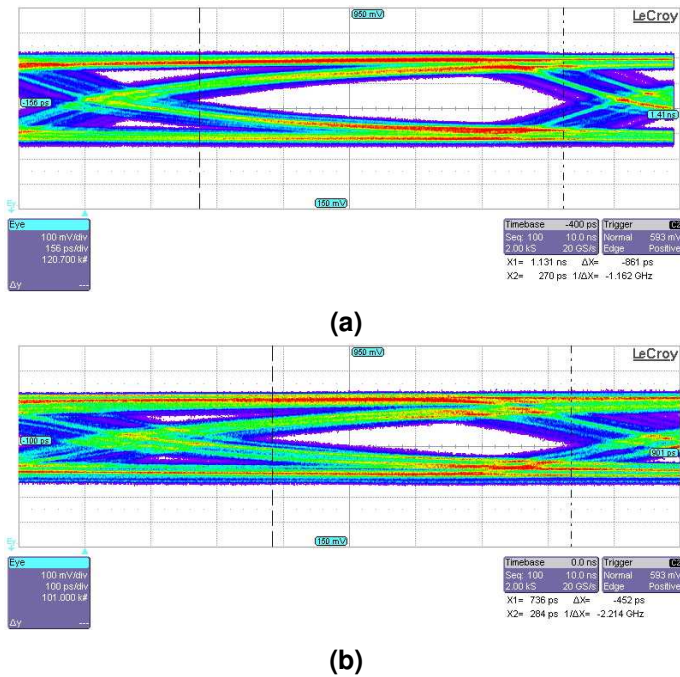 950 mV
LeCroy
-156 ps
1.41 ns
150 mV
Eye
100 mV/div
156 ps/div
120.700 k#
Δy ---
Timebase -400 ps
Seq: 100 10.0 ns
2.00 kS 20 GS/s
Trigger C2
Normal 593 mV
Edge Positive
X1= 1.131 ns ΔX= -861 ps
X2= 270 ps 1/ΔX= -1.162 GHz
(a)
950 mV
LeCroy
-100 ps
901 ps
150 mV
Eye
100 mV/div
100 ps/div
101.000 k#
Δy ---
Timebase 0.0 ns
Seq: 100 10.0 ns
2.00 kS 20 GS/s
Trigger C2
Normal 593 mV
Edge Positive
X1= 736 ps ΔX= -452 ps
X2= 284 ps 1/ΔX= -2.214 GHz
(b)